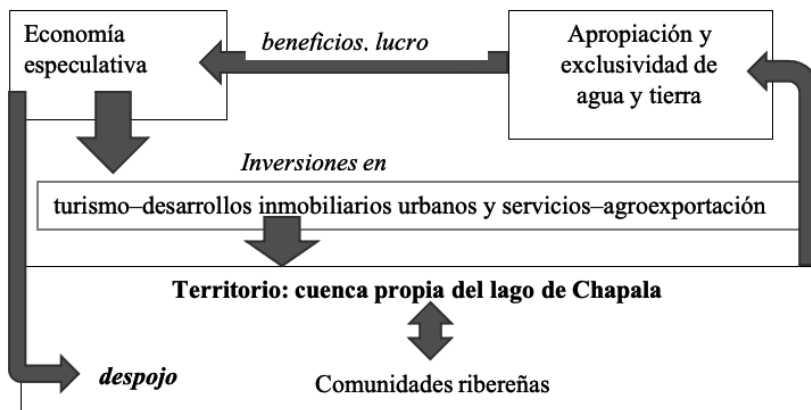 Economía
especulativa
beneficios, lucro
Apropiación y
exclusividad de
agua y tierra
Inversiones en
turismo–desarrollos inmobiliarios urbanos y servicios–agroexportación
Territorio: cuenca propia del lago de Chapala
despojo
Comunidades ribereñas